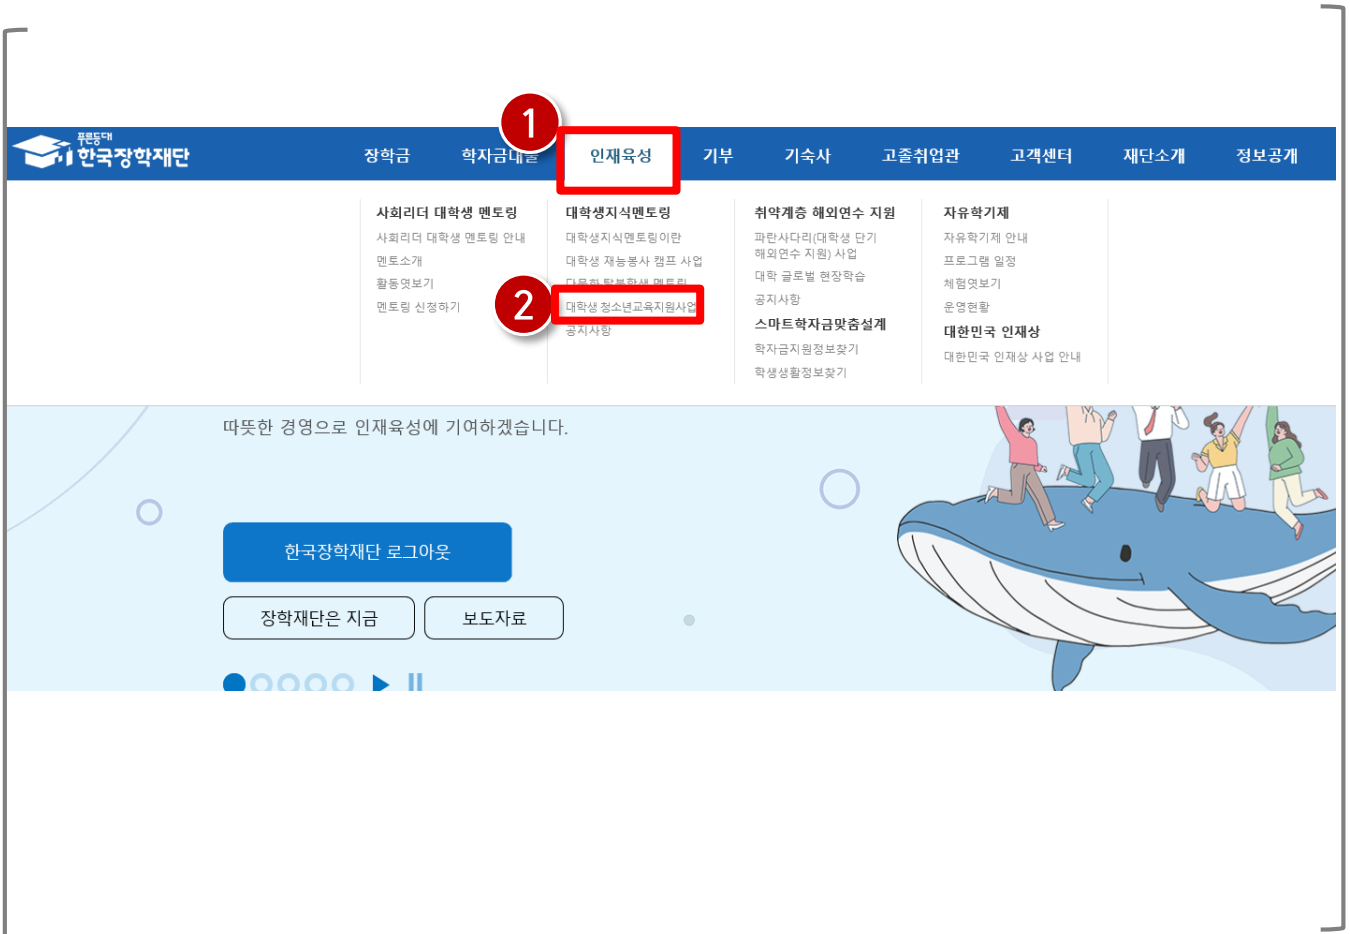 1
푸른등대
한국장학재단
장학금 학자금대출 인재육성 기부 기숙사 고졸취업관 고객센터 재단소개 정보공개
사회리더 대학생 멘토링
사회리더 대학생 멘토링 안내
멘토소개
활동엿보기
멘토링 신청하기
대학생지식멘토링
대학생지식멘토링이란
대학생 재능봉사 캠프 사업
다문화·탈북학생 멘토링
2
대학생 청소년교육지원사업
공지사항
취약계층 해외연수 지원
파란사다리(대학생 단기
해외연수 지원) 사업
대학 글로벌 현장학습
공지사항
스마트학자금맞춤설계
학자금지원정보찾기
학생생활정보찾기
자유학기제
자유학기제 안내
프로그램 일정
체험엿보기
운영현황
대한민국 인재상
대한민국 인재상 사업 안내
따뜻한 경영으로 인재육성에 기여하겠습니다.
한국장학재단 로그아웃
장학재단은 지금
보도자료